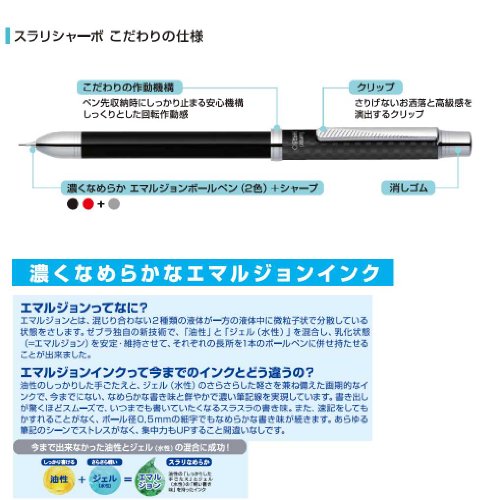 スラリシャーボ こだわりの仕様
こだわりの作動機構
ペン先収納時にしっかり止まる安心機構
しっくりとした回転作動感
クリップ
さりげないお洒落と高級感を
演出するクリップ
濃くなめらか エマルジョンボールペン（2色）＋シャープ
消しゴム
濃くなめらかなエマルジョンインク
エマルジョンってなに？
エマルジョンとは、混じり合わない2種類の液体が一方の液体中に微粒子状で分散している
状態をさします。ゼブラ独自の新技術で、「油性」と「ジェル（水性）」を混合し、乳化状態
（=エマルジョン）を安定・維持させて、それぞれの長所を1本のボールペンに併せ持たせる
ことが出来ました。
エマルジョンインクって今までのインクとどう違うの？
油性のしっかりした手ごたえと、ジェル（水性）のさらさらした軽さを兼ね備えた画期的なイ
ンクで、今までにない、なめらかな書き味と鮮やかで濃い筆記線を実現しています。書き出し
が驚くほどスムーズで、いつまでも書いていたくなるスラスラの書き味。また、速記をしても
かすれることがなく、ボール径0.5mmの細字でもなめらかな書き味が続きます。あらゆる
筆記のシーンでストレスがなく、集中力もUPすること間違いなしです。
今まで出来なかった油性とジェル（水性）の混合に成功！
しっかり書ける
油性
+
さらさら軽い
ジェル
（水性）
=
エマル
ジョン
スラリなめらか
油性の「しっかりした
手ごたえ」と、ジェル